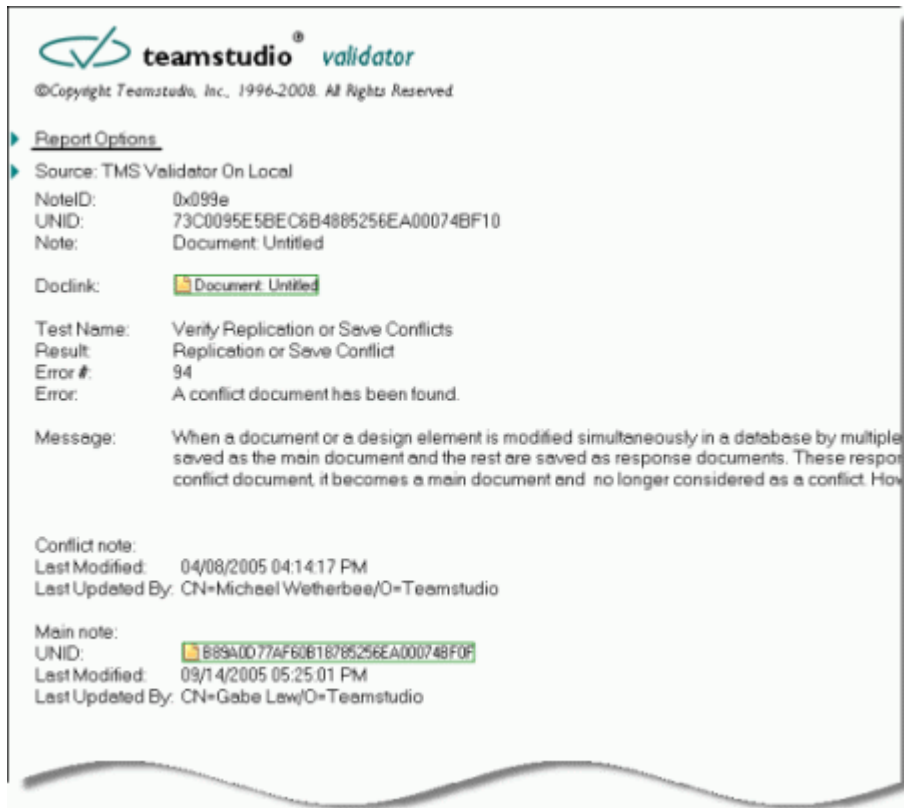 teamstudio® validator
©Copyright Teamstudio, Inc., 1996-2008. All Rights Reserved.
Report Options
Source: TMS Validator On Local
NoteID: 0x099e
UNID: 73C0095E5BEC6B4885256EA00074BF10
Note: Document: Untitled
Doclink: Document: Untitled
Test Name: Verify Replication or Save Conflicts
Result: Replication or Save Conflict
Error #: 94
Error: A conflict document has been found.
Message: When a document or a design element is modified simultaneously in a database by multiple
saved as the main document and the rest are saved as response documents. These respor
conflict document, it becomes a main document and no longer considered as a conflict. How
Conflict note:
Last Modified: 04/08/2005 04:14:17 PM
Last Updated By: CN=Michael Wetherbee/O=Teamstudio
Main note:
UNID: B89A0D77AF60B18785256EA00074BF0F
Last Modified: 09/14/2005 05:25:01 PM
Last Updated By: CN=Gabe Law/O=Teamstudio